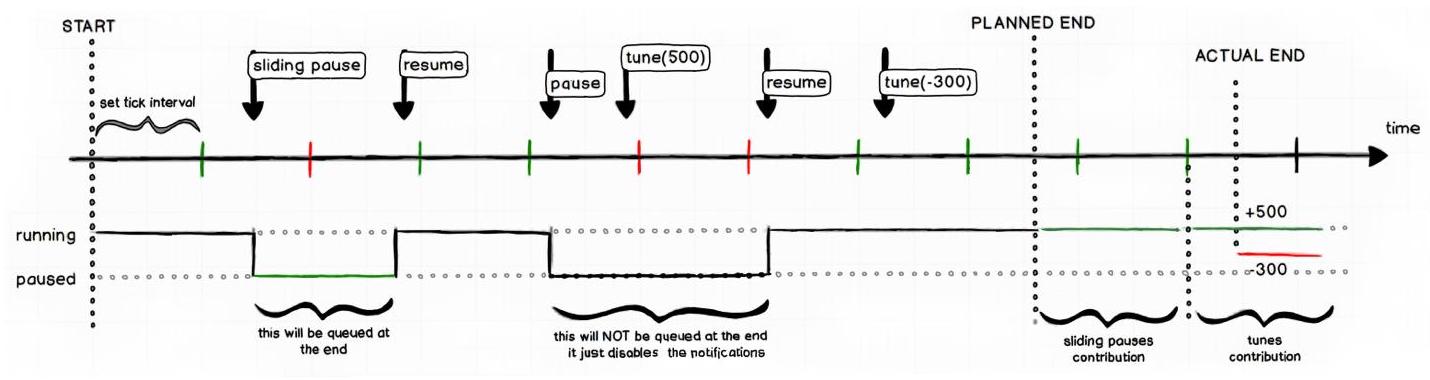 START
PLANNED END
ACTUAL END
sliding pause
resume
pause
tune(500)
resume
tune(-300)
set tick interval
time
running
paused
+500
-300
this will be queued at
the end
this will NOT be queued at the end
it just disables the notifications
sliding pauses
contribution
tunes
contribution